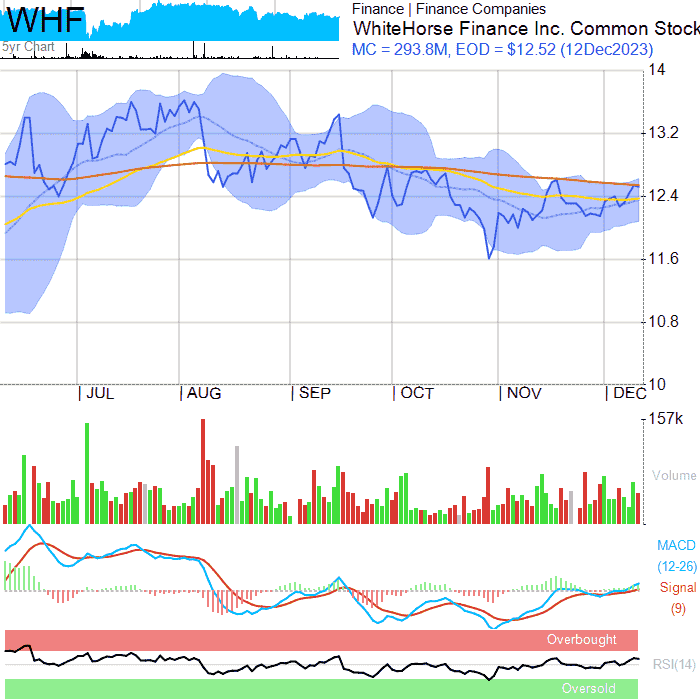 WHF
5yr Chart
Finance | Finance Companies
WhiteHorse Finance Inc. Common Stock
MC = 293.8M, EOD = $12.52 (12Dec2023)
14
13.2
12.4
11.6
10.8
10
JUL AUG SEP OCT NOV DEC
157k
Volume
MACD
(12-26)
Signal
(9)
Overbought
RSI(14)
Oversold